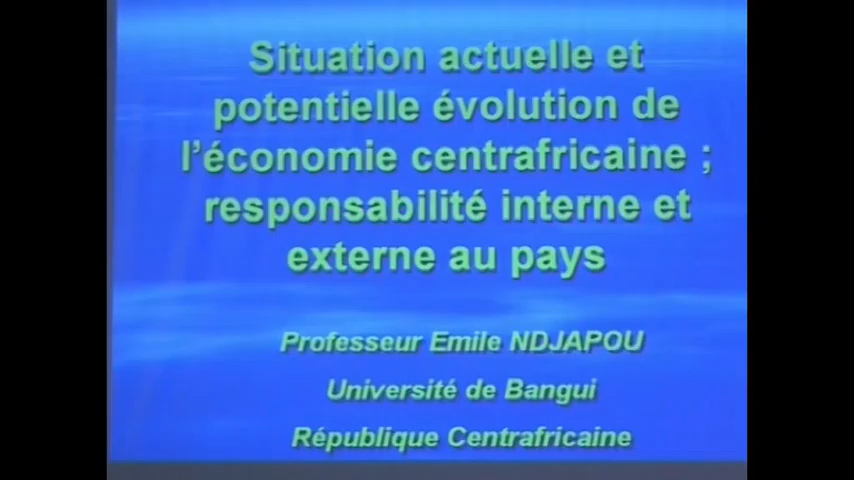 Situation actuelle et
potentielle évolution de
l'économie centrafricaine ;
responsabilité interne et
externe au pays
Professeur Emile NDJAPOU
Université de Bangui
République Centrafricaine